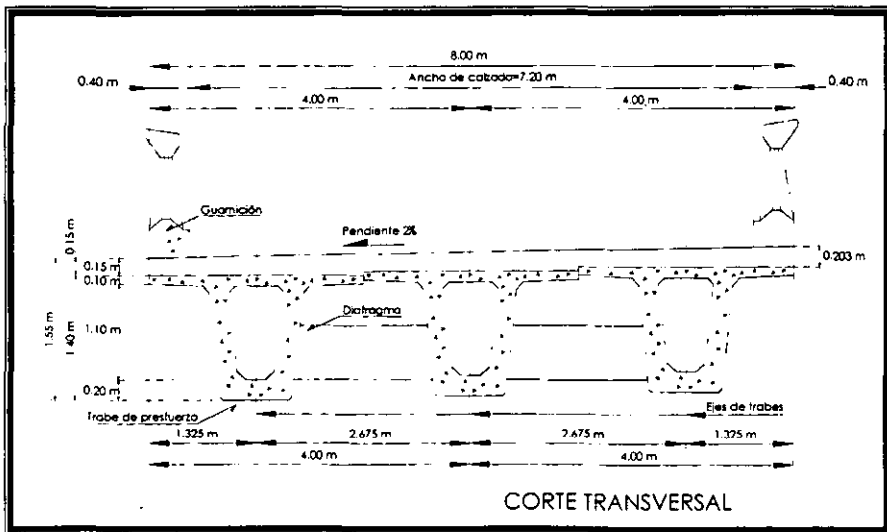 8.00 m
0.40 m
Ancho de calzada=7.20 m
0.40 m
4.00 m
4.00 m
Guarnición
Pendiente 2%
0.15 m
0.15 m
0.10 m
0.203 m
Diafragma
1.55 m
1.40 m
1.10 m
0.20 m
Trabe de presfuerzo
Ejes de trabes
1.325 m
2.675 m
2.675 m
1.325 m
4.00 m
4.00 m
CORTE TRANSVERSAL